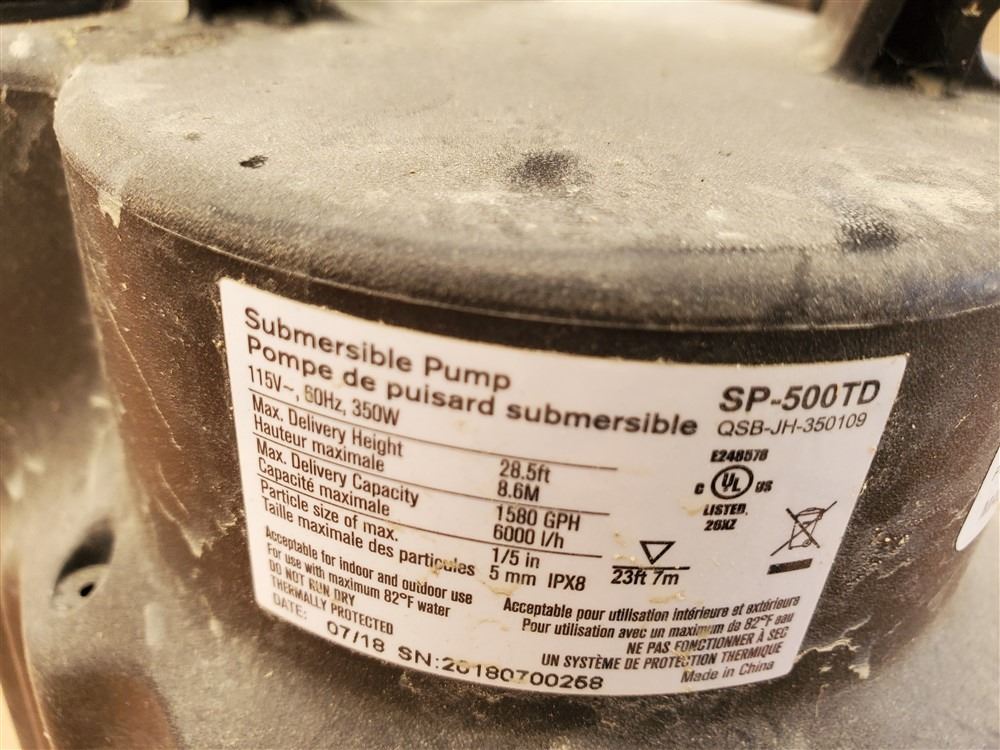 Submersible Pump
Pompe de puisard submersible
SP-500TD
QSB-JH-350109
115V~, 60Hz, 350W
Max. Delivery Height
Hauteur maximale
28.5ft
8.6M
Max. Delivery Capacity
Capacité maximale
1580 GPH
6000 l/h
Particle size of max.
Taille maximale des particules
1/5 in
5 mm IPX8
23ft 7m
E248578
C UL US
LISTED
26XZ
Acceptable for indoor and outdoor use
For use with maximum 82°F water
DO NOT RUN DRY
THERMALLY PROTECTED
DATE:
07/18 SN:20180700258
Acceptable pour utilisation intérieure et extérieure
Pour utilisation avec un maximum de 82°F eau
NE PAS FONCTIONNER À SEC
UN SYSTÈME DE PROTECTION THERMIQUE
Made in China